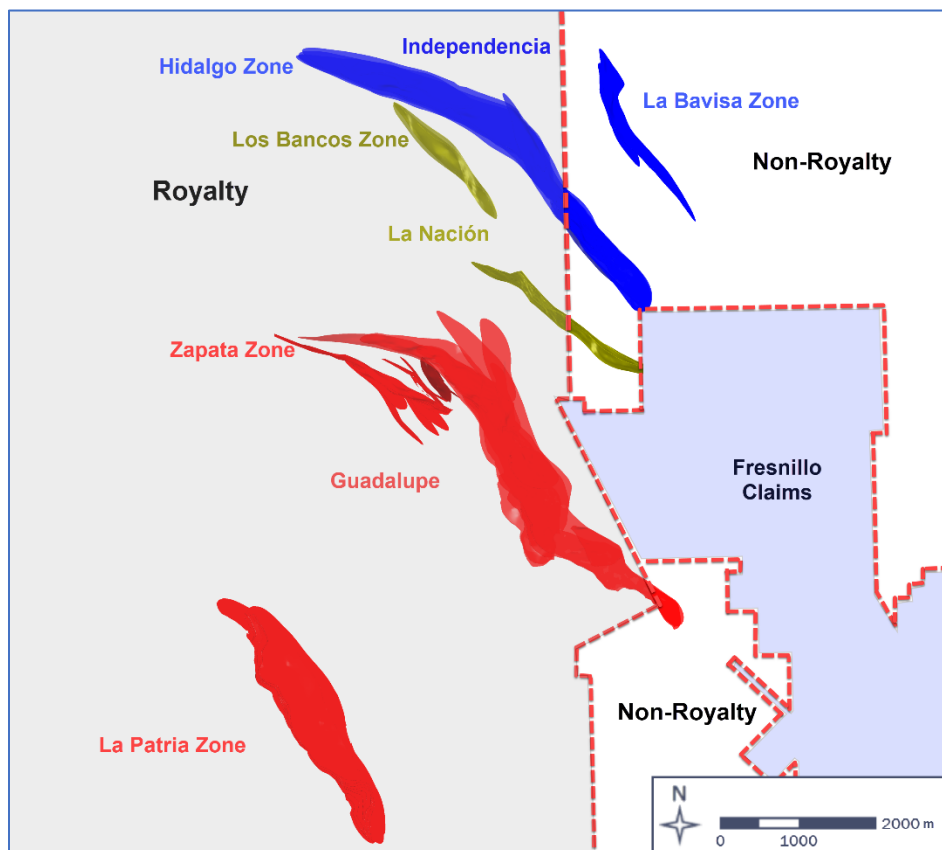 Independencia
Hidalgo Zone
La Bavisa Zone
Los Bancos Zone
Non-Royalty
Royalty
La Nación
Zapata Zone
Guadalupe
Fresnillo
Claims
Non-Royalty
La Patria Zone
N
2000 m
0
1000